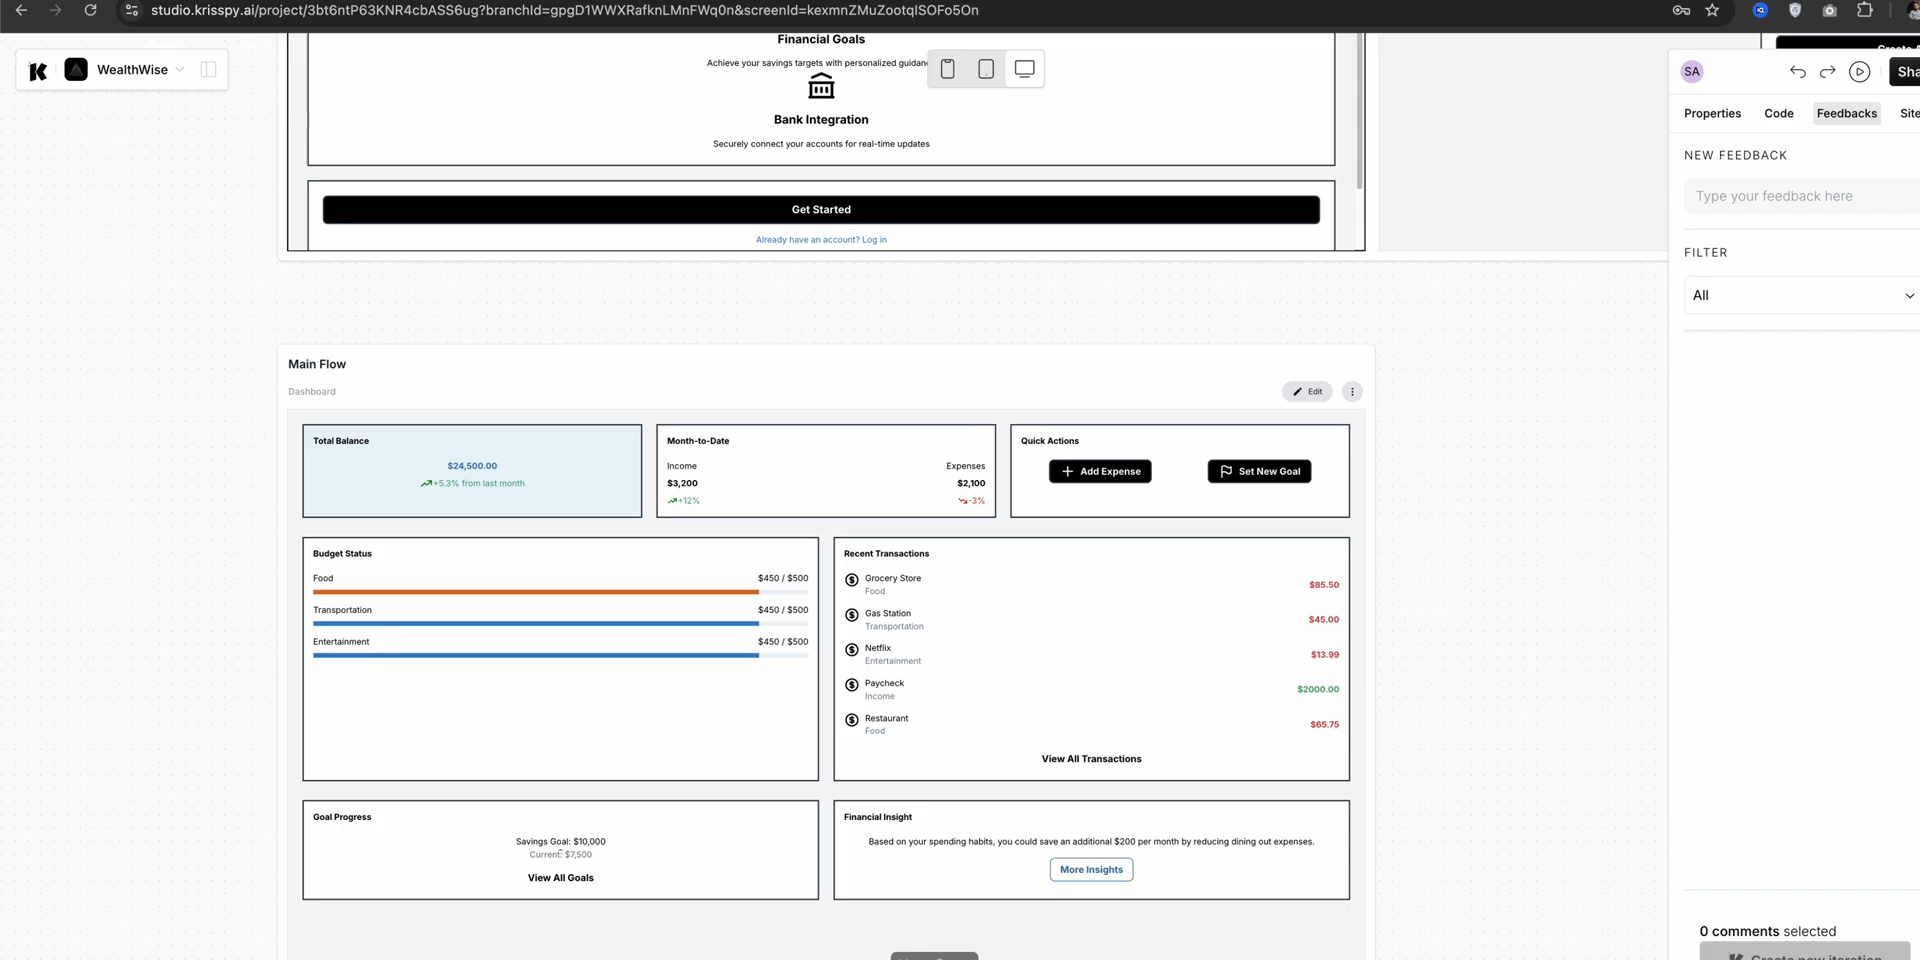 studio.krisspy.ai/project/3bt6ntP63KNR4cbASS6ug?branchId=gpgD1WWXRafknLMnFWq0n&screenId=kexmnZMuZootqlSOFo5On
WealthWise
Financial Goals
Achieve your savings targets with personalized guidan
Bank Integration
Securely connect your accounts for real-time updates
Get Started
Already have an account? Log in
SA
Sha
Properties
Code
Feedbacks
Site
NEW FEEDBACK
Type your feedback here
FILTER
All
Main Flow
Dashboard
Edit
Total Balance
$24,500.00
+5.3% from last month
Month-to-Date
Income
Expenses
$3,200
$2,100
+12%
-3%
Quick Actions
Add Expense
Set New Goal
Budget Status
Food
$450 / $500
Transportation
$450 / $500
Entertainment
$450 / $500
Recent Transactions
Grocery Store
Food
$85.50
Gas Station
Transportation
$45.00
Netflix
Entertainment
$13.99
Paycheck
Income
$2000.00
Restaurant
Food
$65.75
View All Transactions
Goal Progress
Savings Goal: $10,000
Current: $7,500
View All Goals
Financial Insight
Based on your spending habits, you could save an additional $200 per month by reducing dining out expenses.
More Insights
0 comments selected
Create new iteration